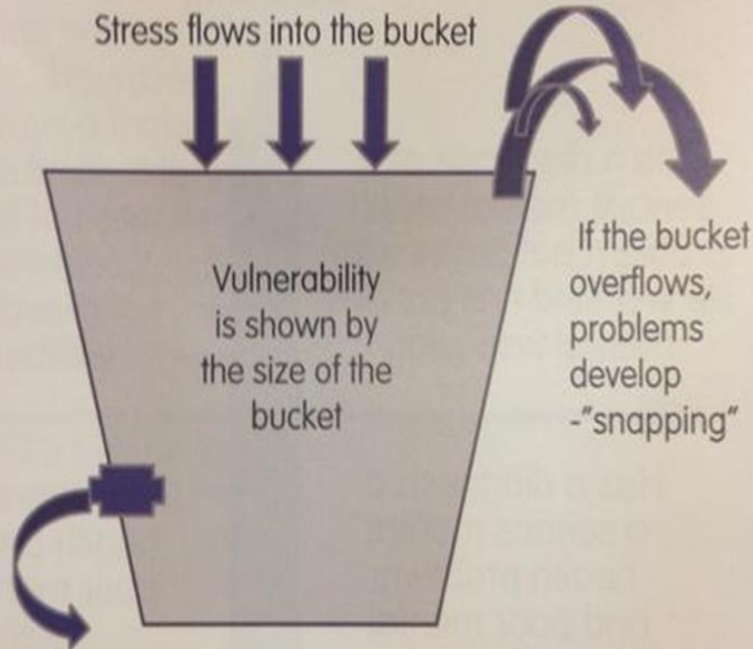 Stress flows into the bucket
Vulnerability
is shown by
the size of the
bucket
If the bucket
overflows,
problems
develop
-"snapping"